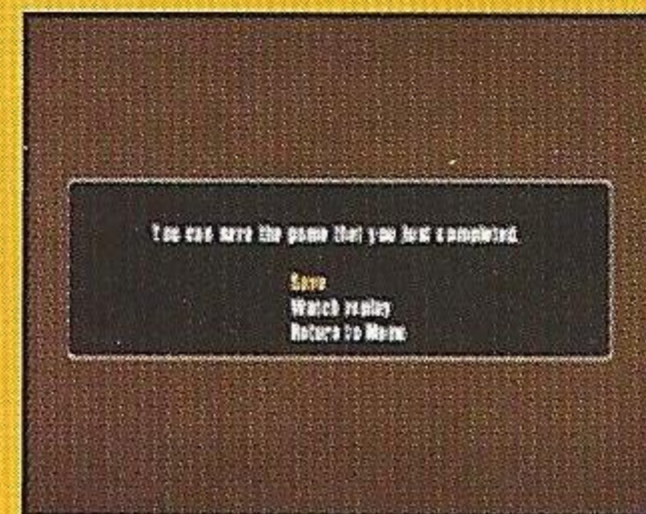 You can save the game that you just completed.
Save
Watch replay
Return to Menu